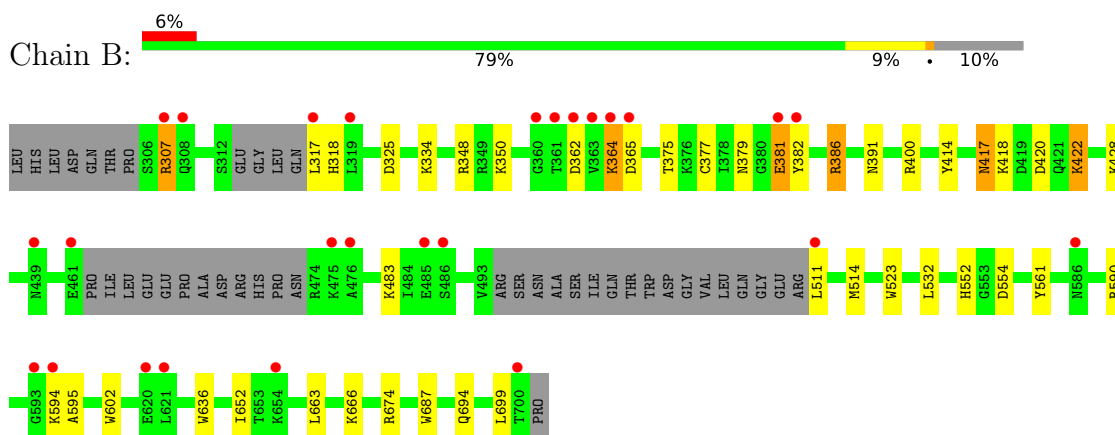 6%
Chain B:
79% 9% • 10%
LEU HIS LEU ASP GLN THR PRO S306 R307 Q308 S312 GLU GLY LEU GLN L317 H318 L319 D325 K334 R348 R349 K350 G360 T361 D362 V363 K364 D365 T375 K376 C377 I378 N379 G380 E381 Y382 R386 N391 R400 Y414 N417 K418 D419 D420 Q421 K422
N439 E461 PRO ILE LEU GLU GLU PRO ALA ASP ARG HIS PRO ASN R474 K475 A476 K483 I484 E485 S486 V493 ARG SER ASN ALA SER ILE GLN THR TRP ASP GLY VAL LEU GLN GLY GLU ARG L511 M514 W523 L532 H552 G553 D554 Y561 N586
G593 K594 A595 W602 E620 L621 W636 I652 T653 K654 L663 K666 R674 W687 Q694 L699 T700 PRO